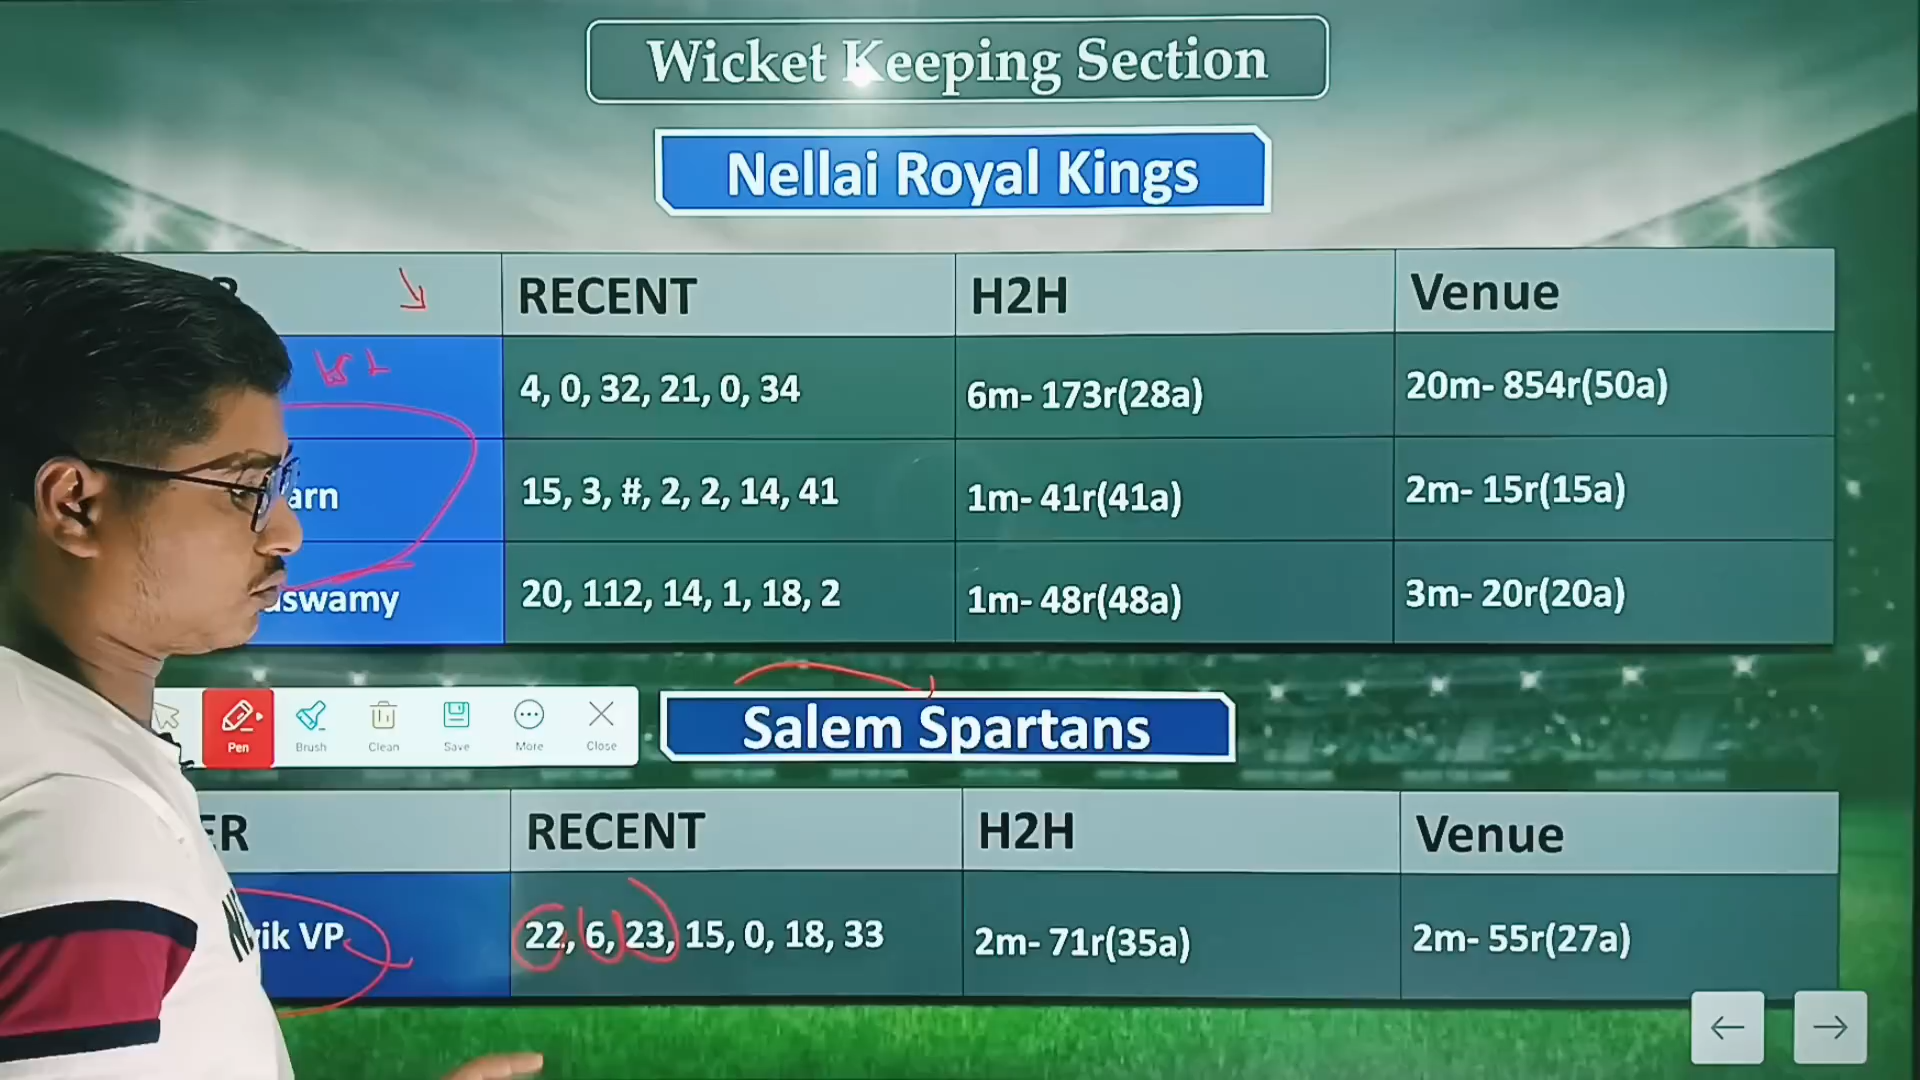 Wicket Keeping Section
Nellai Royal Kings
RECENT H2H Venue
4, 0, 32, 21, 0, 34 6m- 173r(28a) 20m- 854r(50a)
arn 15, 3, #, 2, 2, 14, 41 1m- 41r(41a) 2m- 15r(15a)
aswamy 20, 112, 14, 1, 18, 2 1m- 48r(48a) 3m- 20r(20a)
Pen Brush Clean Save More Close
Salem Spartans
ER RECENT H2H Venue
ik VP 22, 6, 23, 15, 0, 18, 33 2m- 71r(35a) 2m- 55r(27a)